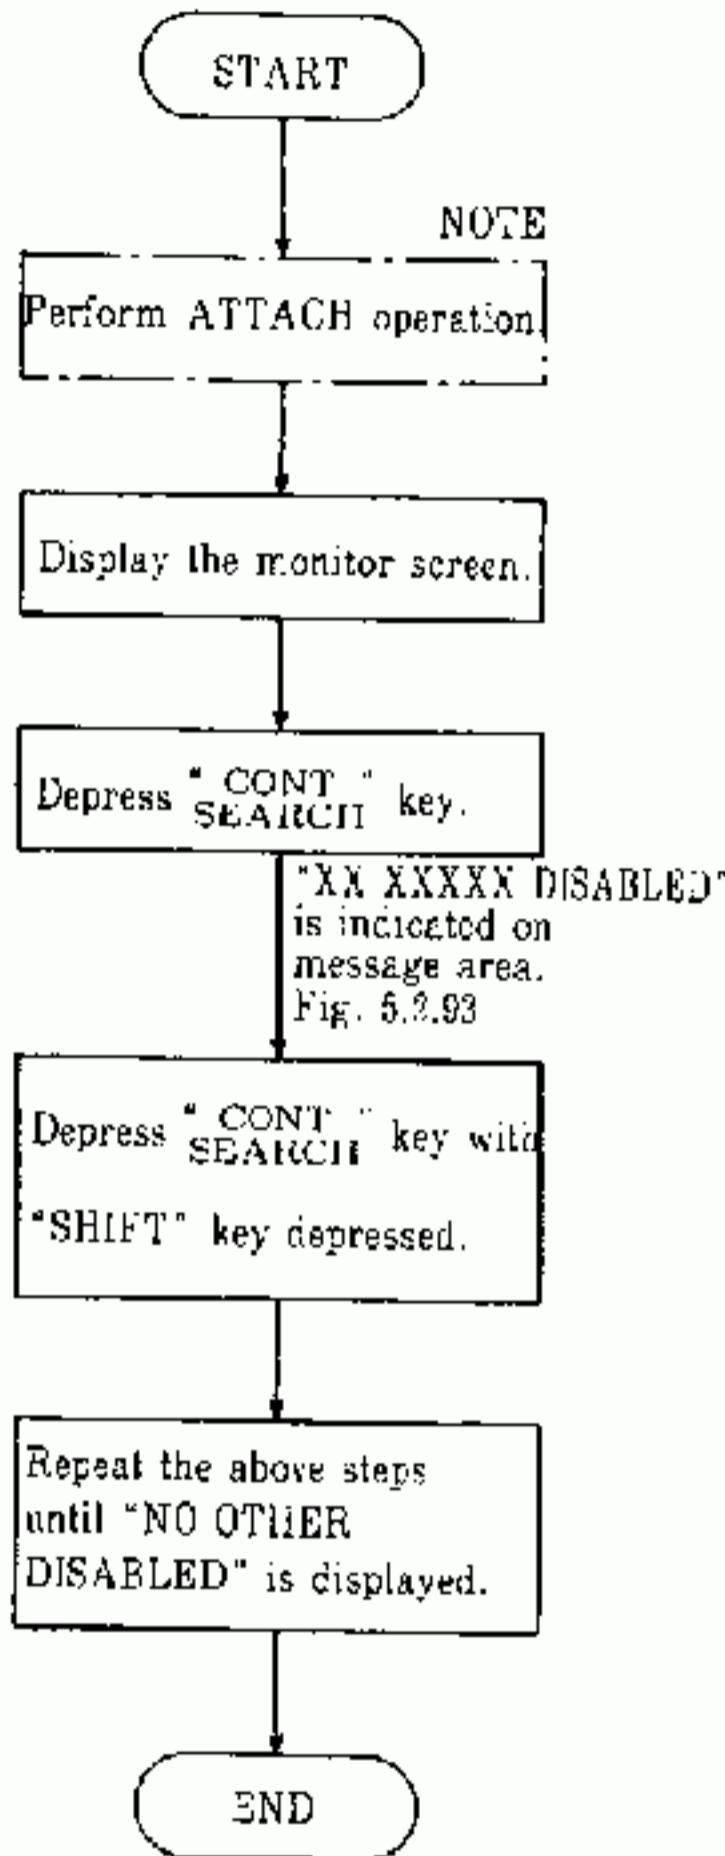 START
NOTE
Perform ATTACH operation.
Display the monitor screen.
Depress " CONT SEARCH " key.
"XX XXXXX DISABLED"
is indicated on
message area.
Fig. 5.2.93
Depress " CONT SEARCH " key with
"SHIFT" key depressed.
Repeat the above steps
until "NO OTHER
DISABLED" is displayed.
END